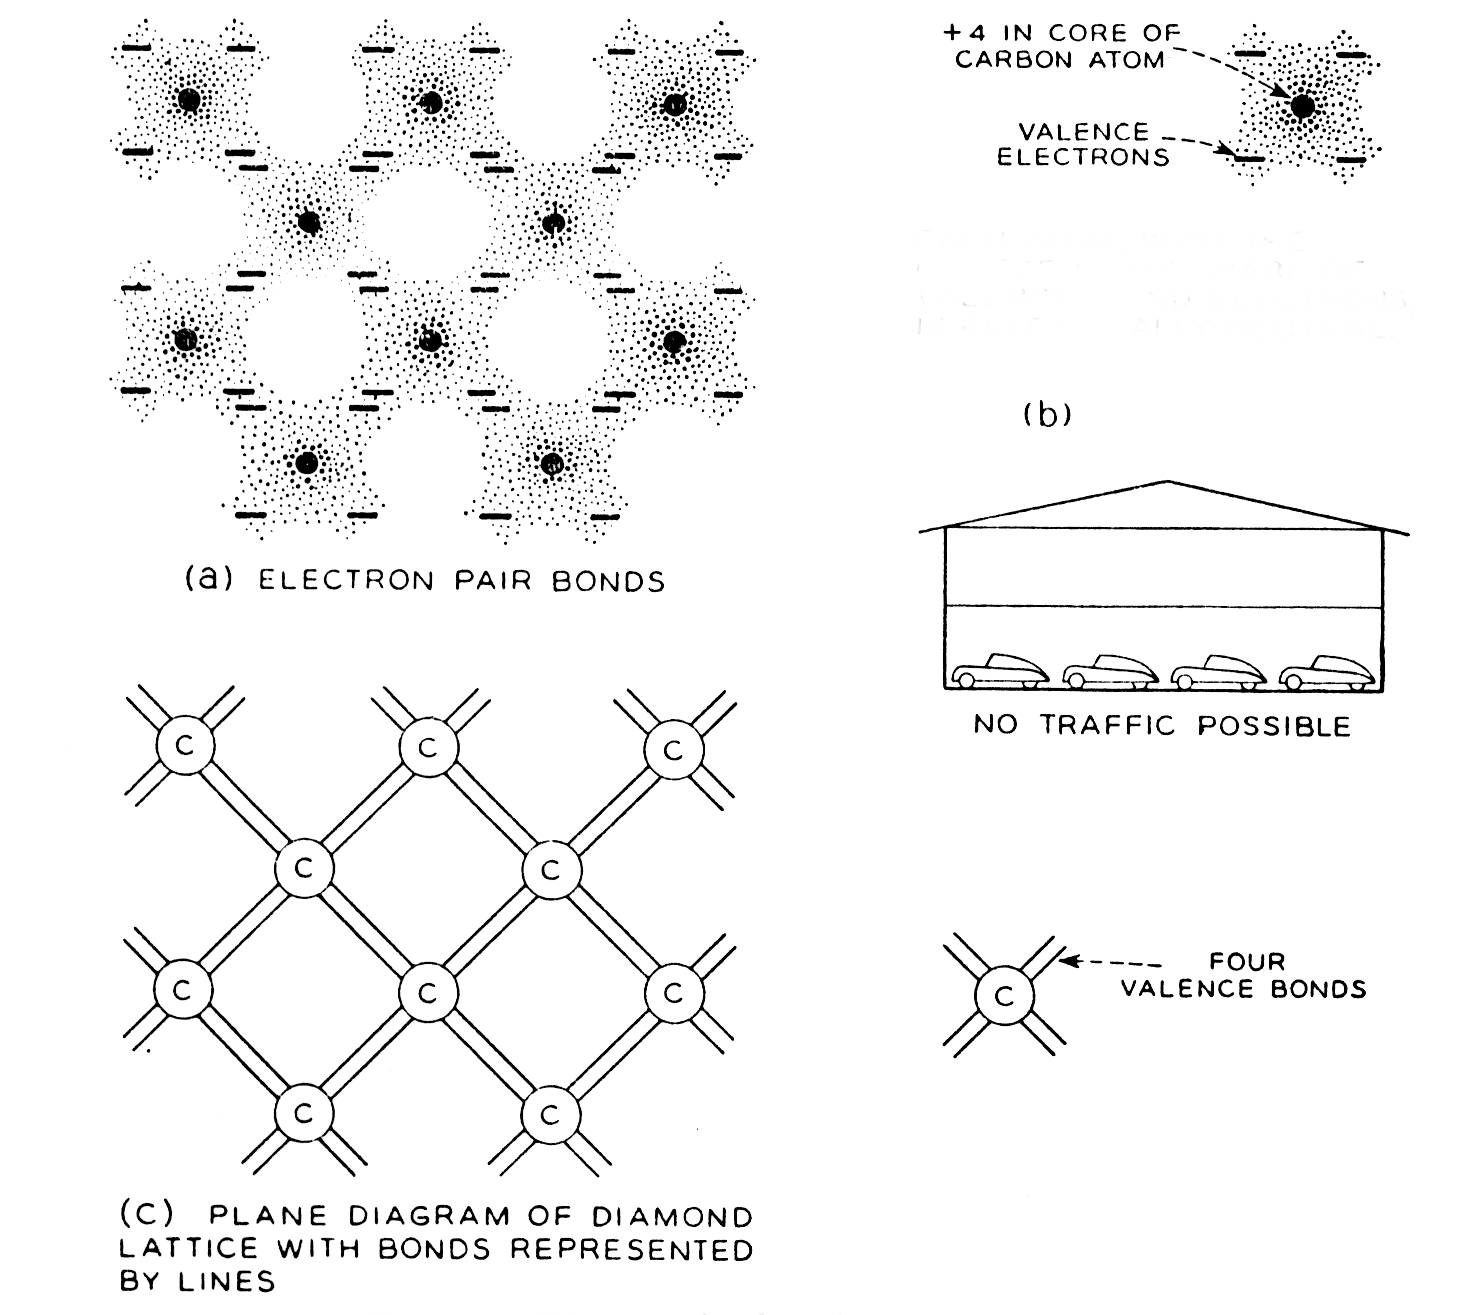 +4 IN CORE OF
CARBON ATOM
VALENCE
ELECTRONS
(a) ELECTRON PAIR BONDS
(b)
NO TRAFFIC POSSIBLE
C
C
C
C
C
C
C
C
C
C
C
FOUR
VALENCE BONDS
(C) PLANE DIAGRAM OF DIAMOND
LATTICE WITH BONDS REPRESENTED
BY LINES